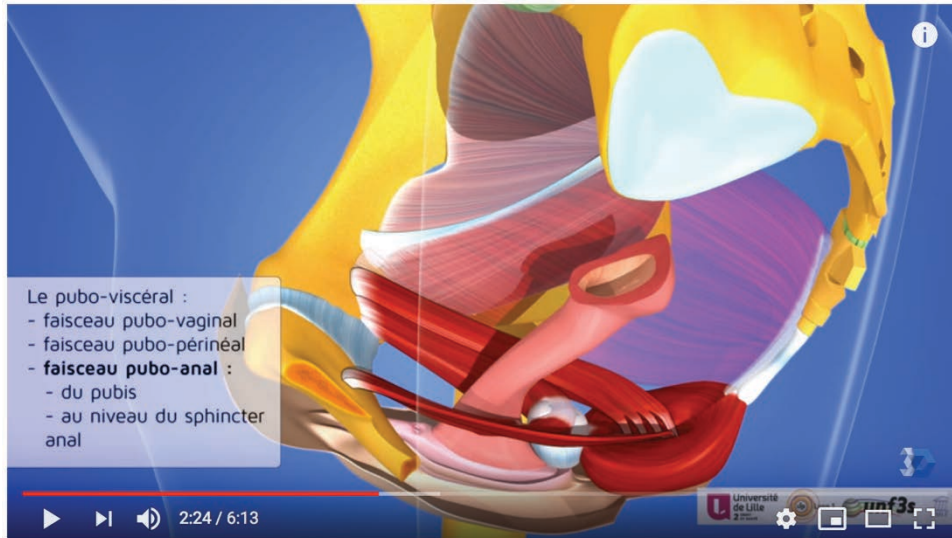 Le pubo-viscéral :
- faisceau pubo-vaginal
- faisceau pubo-périnéal
- faisceau pubo-anal :
- du pubis
- au niveau du sphincter
anal
i
Université
de Lille
unf3s
2:24 / 6:13